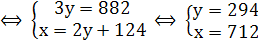 ⇔ { 3y = 882 ⇔ { y = 294
x = 2y + 124 x = 712